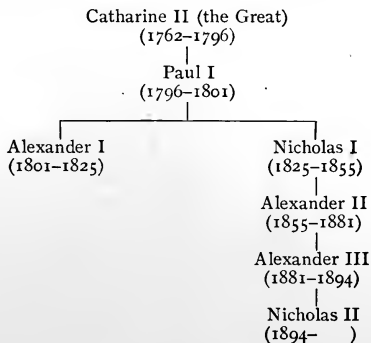 Catharine II (the Great)
(1762–1796)
Paul I
(1796–1801)
Alexander I
(1801–1825)
Nicholas I
(1825–1855)
Alexander II
(1855–1881)
Alexander III
(1881–1894)
Nicholas II
(1894–    )